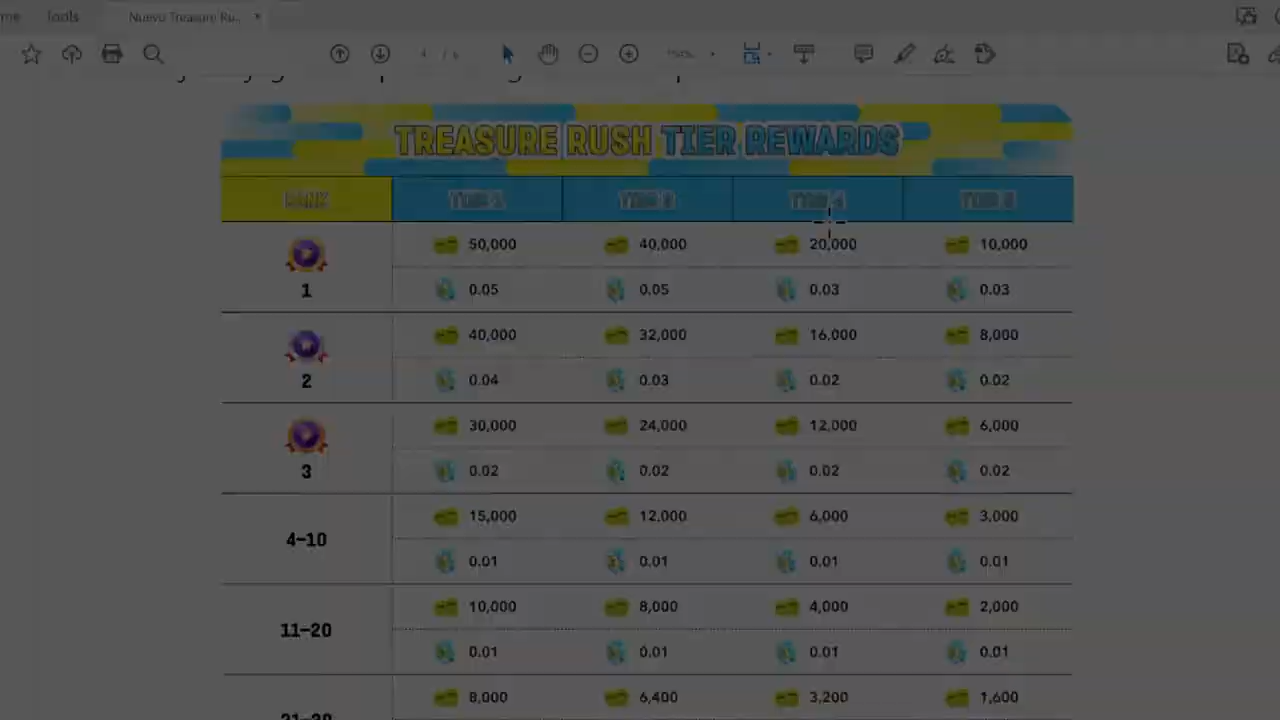 Tools
Nuevo Treasure Ru...
TREASURE RUSH TIER REWARDS
RANK
50,000 40,000 20,000 10,000
1
0.05 0.05 0.03 0.03
40,000 32,000 16,000 8,000
2
0.04 0.03 0.02 0.02
30,000 24,000 12,000 6,000
3
0.02 0.02 0.02 0.02
15,000 12,000 6,000 3,000
4-10
0.01 0.01 0.01 0.01
10,000 8,000 4,000 2,000
11-20
0.01 0.01 0.01 0.01
8,000 6,400 3,200 1,600